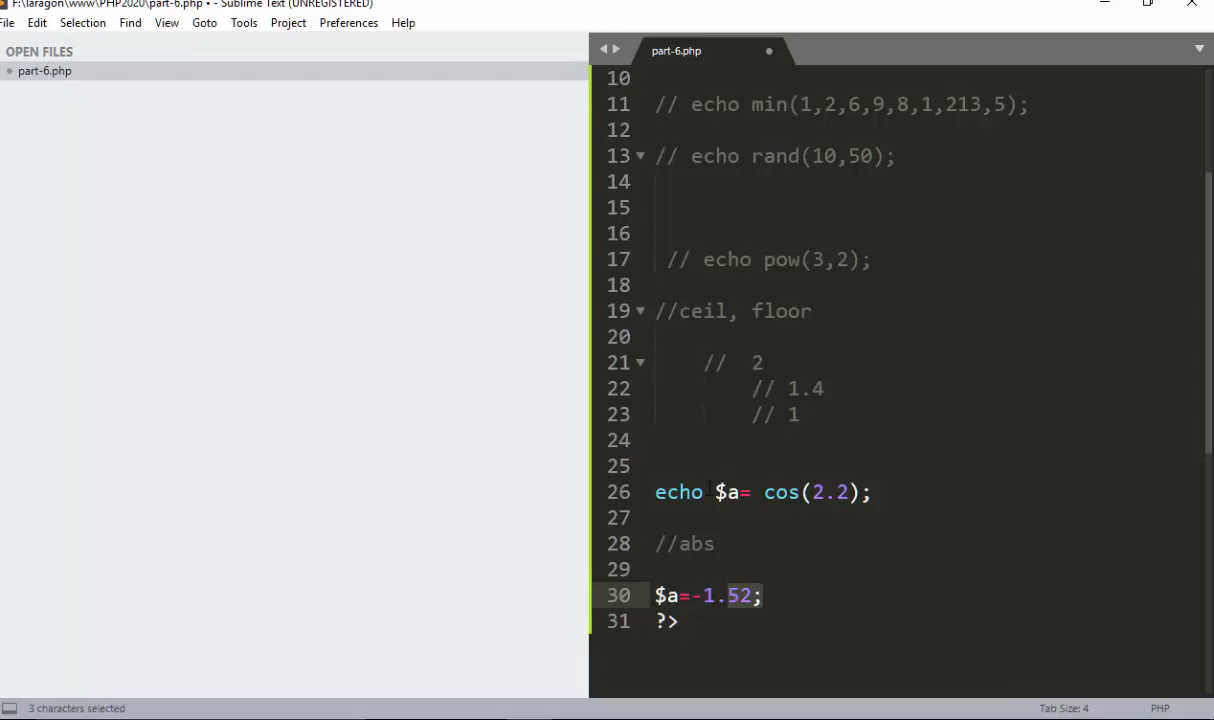 F:\laragon\www\PHP2020\part-6.php • - Sublime Text (UNREGISTERED)
File Edit Selection Find View Goto Tools Project Preferences Help
OPEN FILES
part-6.php
part-6.php
10
11 // echo min(1,2,6,9,8,1,213,5);
12
13 // echo rand(10,50);
14
15
16
17 // echo pow(3,2);
18
19 //ceil, floor
20
21 // 2
22 // 1.4
23 // 1
24
25
26 echo $a= cos(2.2);
27
28 //abs
29
30 $a=-1.52;
31 ?>
3 characters selected Tab Size: 4 PHP